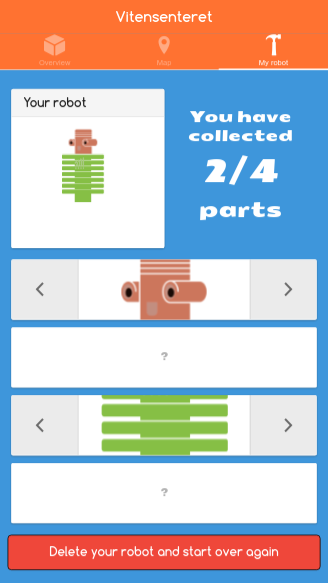 Vitensenteret
Overview
Map
My robot
Your robot
You have
collected
2/4
parts
?
?
Delete your robot and start over again